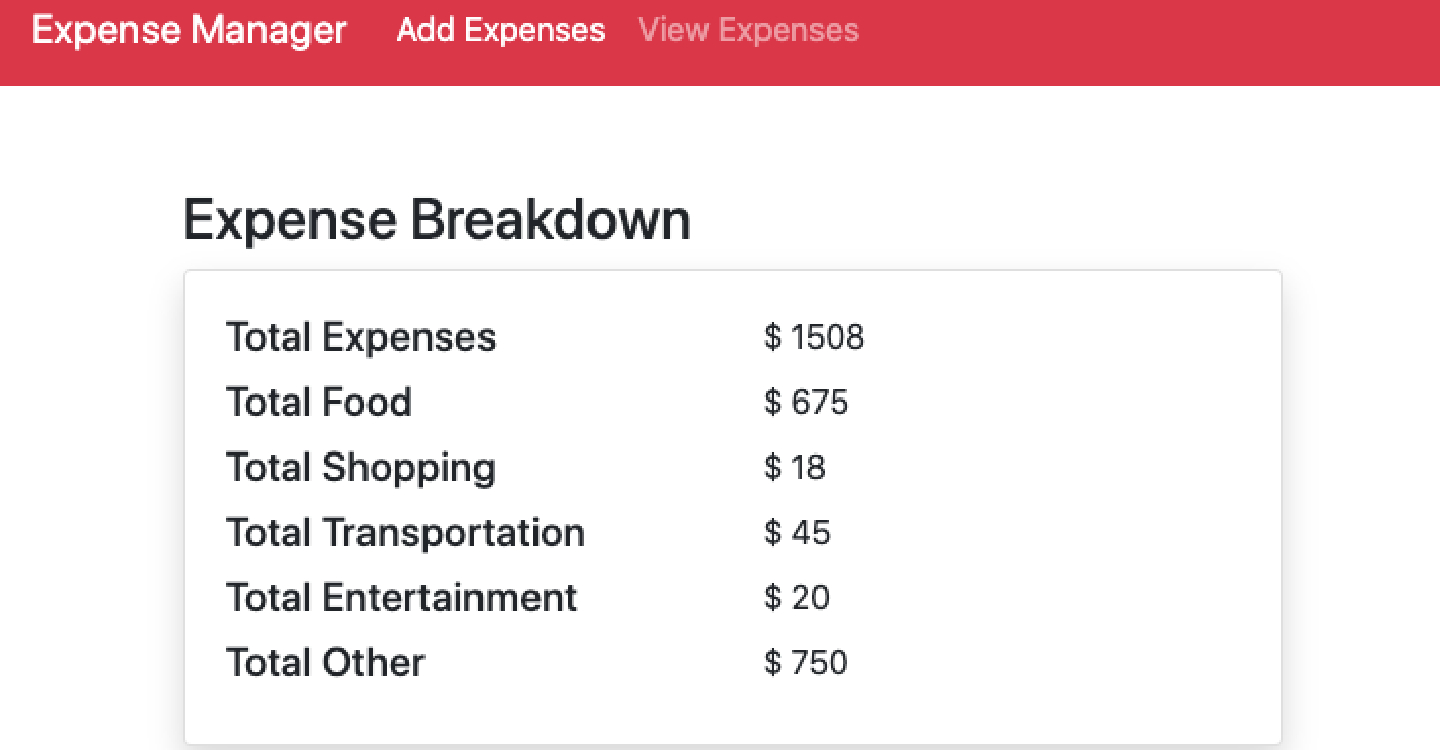 Expense Manager Add Expenses View Expenses
Expense Breakdown
Total Expenses $ 1508
Total Food $ 675
Total Shopping $ 18
Total Transportation $ 45
Total Entertainment $ 20
Total Other $ 750